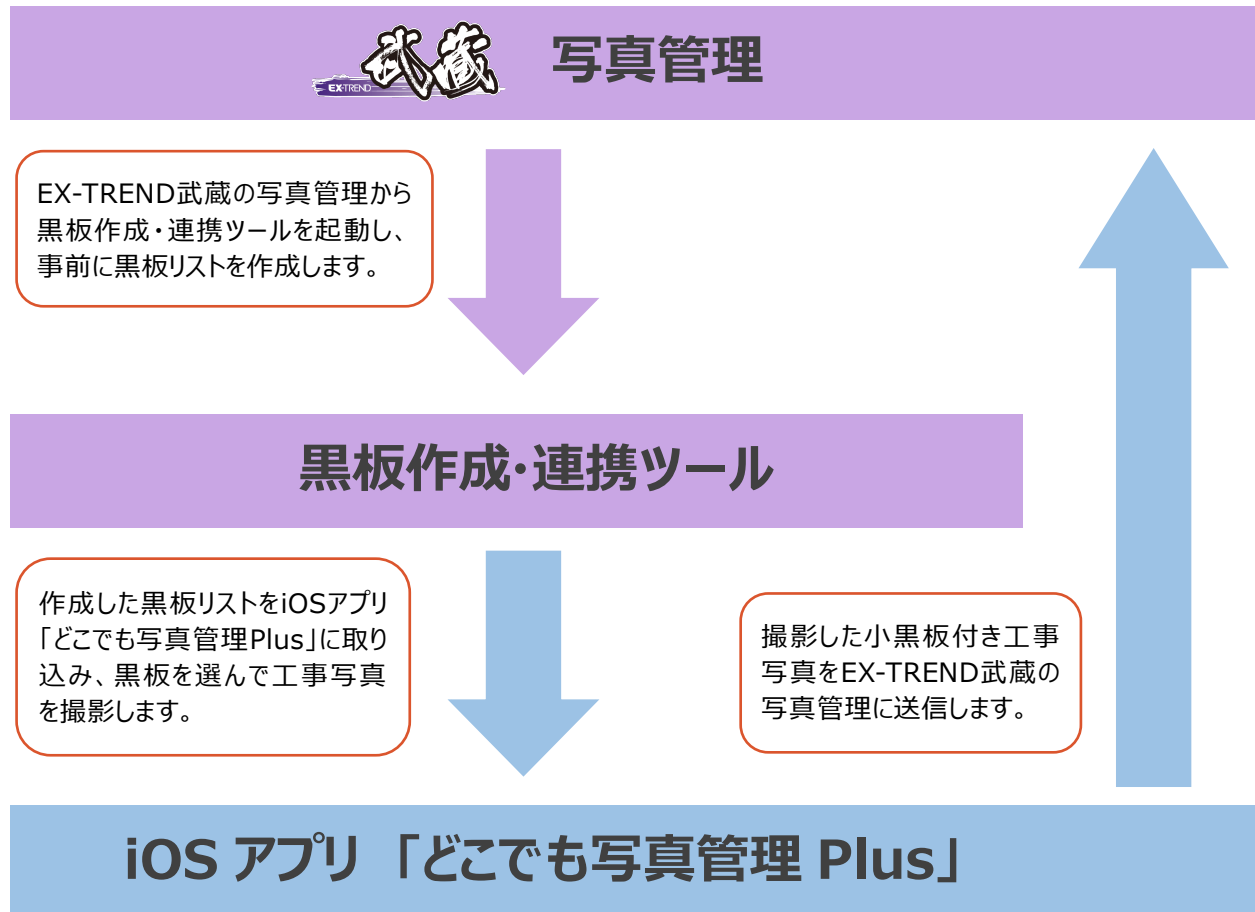 EX-TREND 武蔵 写真管理
EX-TREND武蔵の写真管理から
黒板作成・連携ツールを起動し、
事前に黒板リストを作成します。
黒板作成・連携ツール
作成した黒板リストをiOSアプリ
「どこでも写真管理Plus」に取り
込み、黒板を選んで工事写真
を撮影します。
撮影した小黒板付き工事
写真をEX-TREND武蔵の
写真管理に送信します。
iOS アプリ 「どこでも写真管理 Plus」